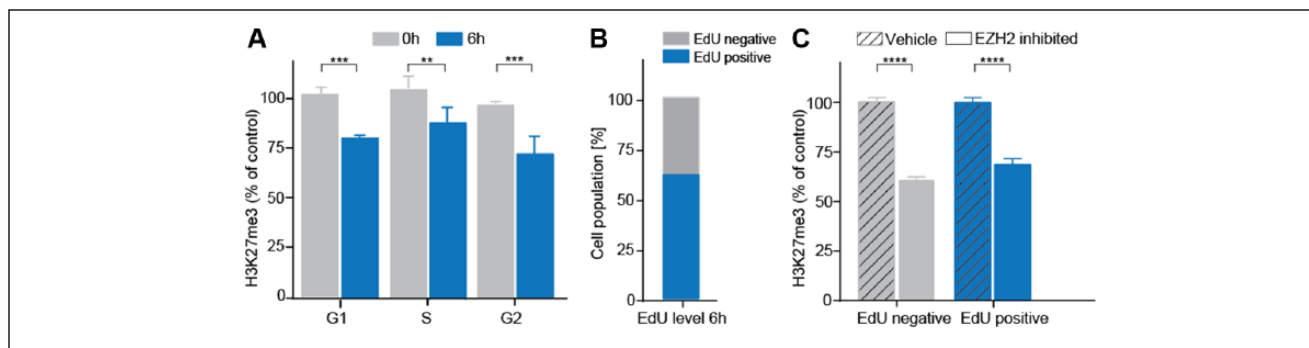 A
0h
6h
***
**
***
H3K27me3 (% of control)
100
75
50
25
0
G1
S
G2
B
EdU negative
EdU positive
Cell population [%]
100
75
50
25
0
EdU level 6h
C
Vehicle
EZH2 inhibited
****
****
H3K27me3 (% of control)
100
75
50
25
0
EdU negative
EdU positive